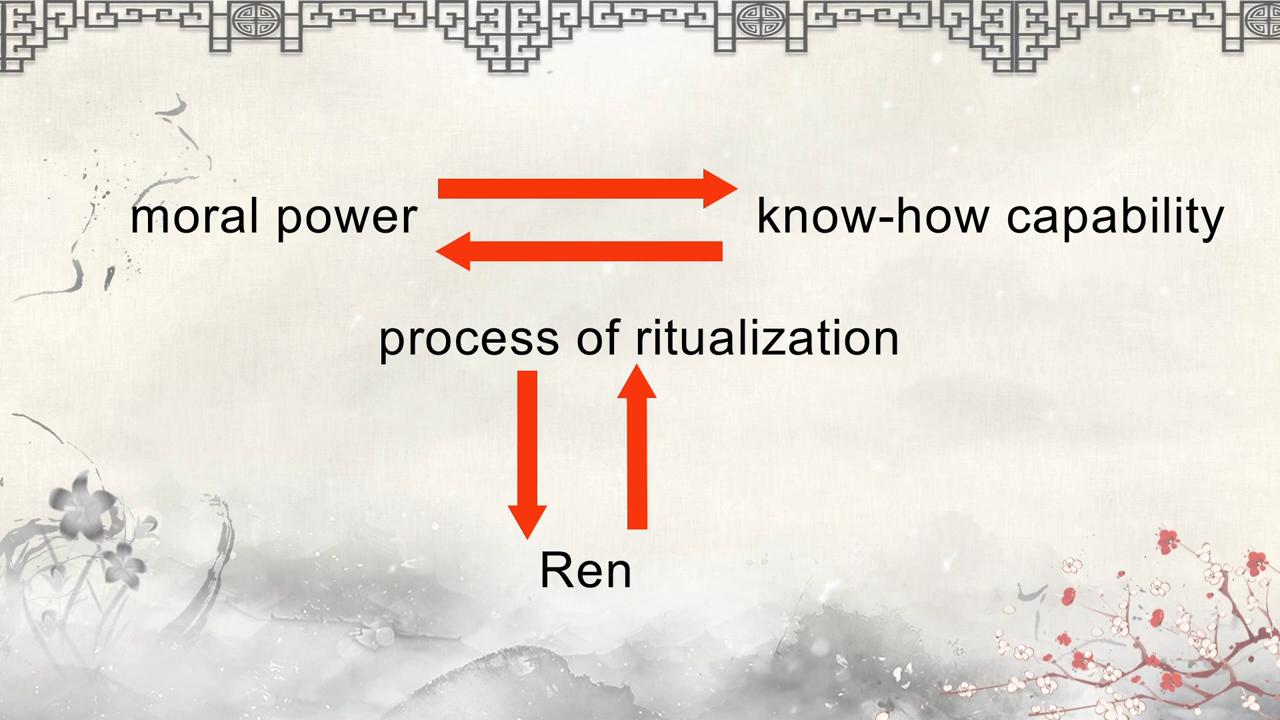 moral power
know-how capability
process of ritualization
Ren